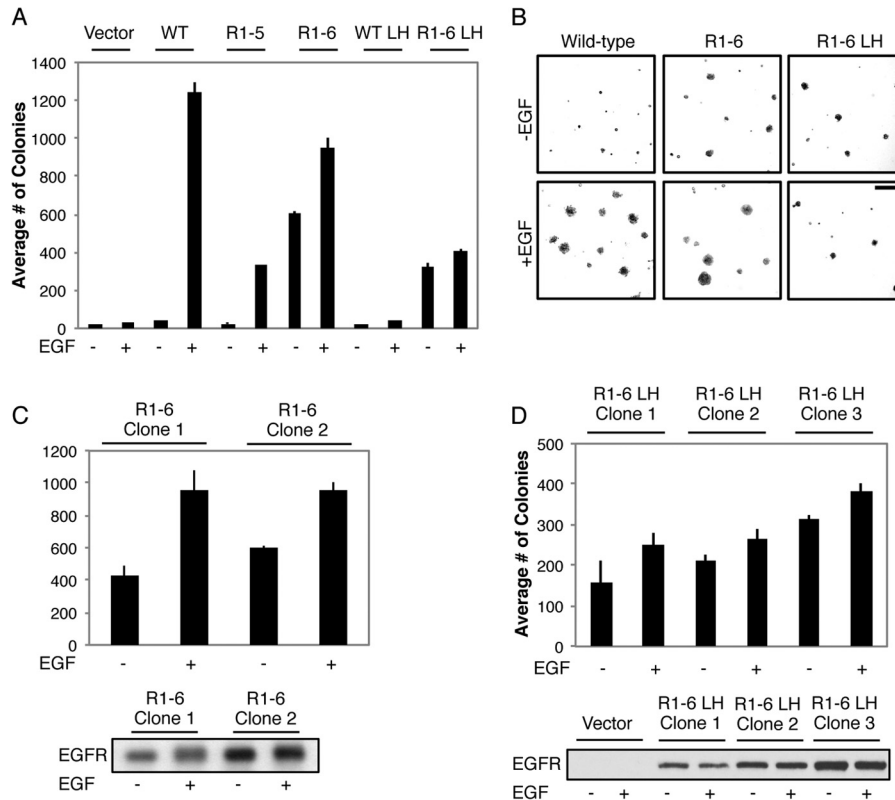 A
Vector WT R1-5 R1-6 WT LH R1-6 LH
Average # of Colonies
1400
1200
1000
800
600
400
200
0
EGF - + - + - + - + - + - +
B
Wild-type R1-6 R1-6 LH
-EGF
+EGF
C
R1-6 Clone 1
R1-6 Clone 2
1200
1000
800
600
400
200
0
EGF - + - +
R1-6 Clone 1
R1-6 Clone 2
EGFR
EGF - + - +
D
R1-6 LH Clone 1
R1-6 LH Clone 2
R1-6 LH Clone 3
Average # of Colonies
500
400
300
200
100
0
EGF - + - + - +
Vector
R1-6 LH Clone 1
R1-6 LH Clone 2
R1-6 LH Clone 3
EGFR
EGF - + - + - + - +